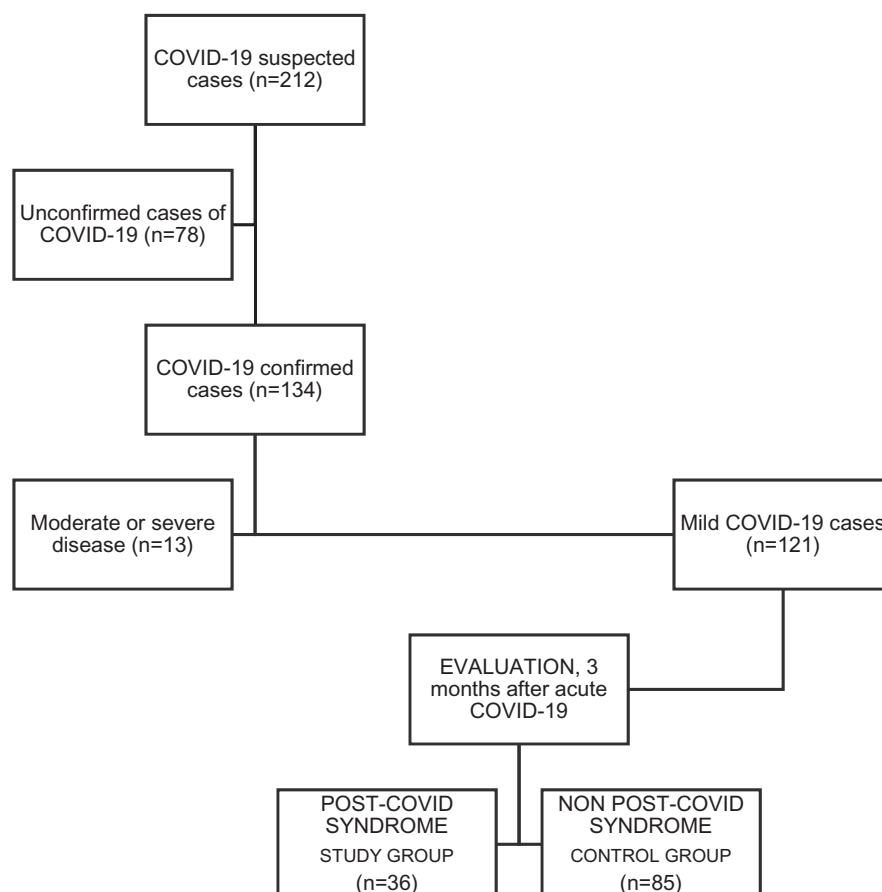 COVID-19 suspected
cases (n=212)
Unconfirmed cases of
COVID-19 (n=78)
COVID-19 confirmed
cases (n=134)
Moderate or severe
disease (n=13)
Mild COVID-19 cases
(n=121)
EVALUATION, 3
months after acute
COVID-19
POST-COVID
SYNDROME
STUDY GROUP
(n=36)
NON POST-COVID
SYNDROME
CONTROL GROUP
(n=85)